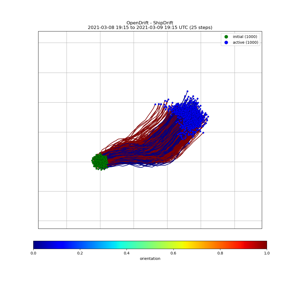 OpenDrift - ShipDrift
2021-03-08 19:15 to 2021-03-09 19:15 UTC (25 steps)
initial (1000)
active (1000)
0.0 0.2 0.4 0.6 0.8 1.0
orientation